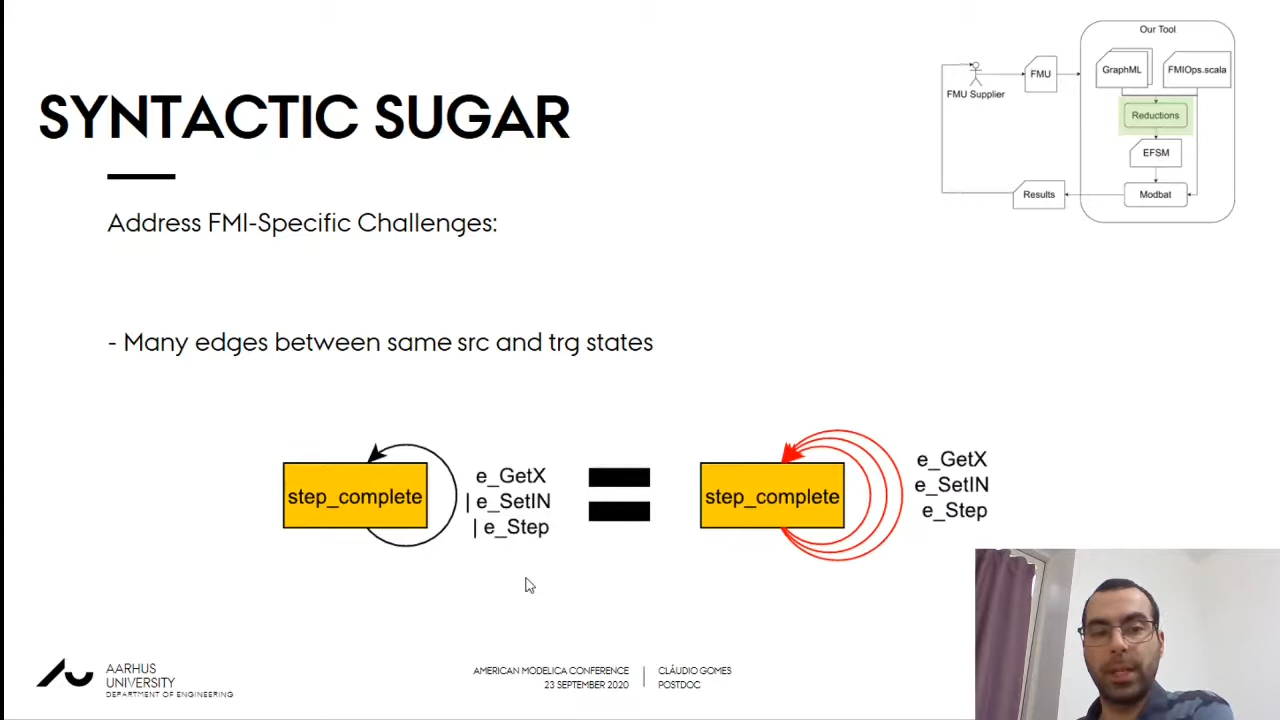 Our Tool
GraphML
FMIOps.scala
FMU
FMU Supplier
Reductions
EFSM
Results
Modbat
SYNTACTIC SUGAR
Address FMI-Specific Challenges:
- Many edges between same src and trg states
step_complete
e_GetX
| e_SetIN
| e_Step
step_complete
e_GetX
e_SetIN
e_Step
AARHUS
UNIVERSITY
DEPARTMENT OF ENGINEERING
AMERICAN MODELICA CONFERENCE
23 SEPTEMBER 2020
CLÁUDIO GOMES
POSTDOC